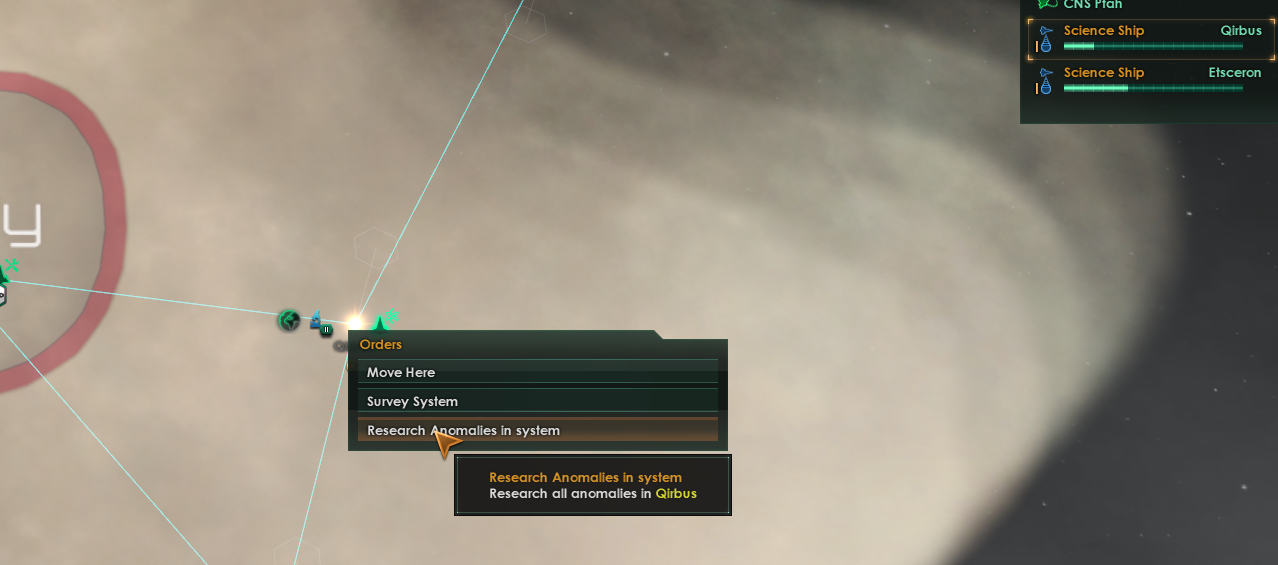 CNS Ptah
Science Ship Qirbus
Science Ship Etsceron
y
Orders
Move Here
Survey System
Research Anomalies in system
Research Anomalies in system
Research all anomalies in Qirbus